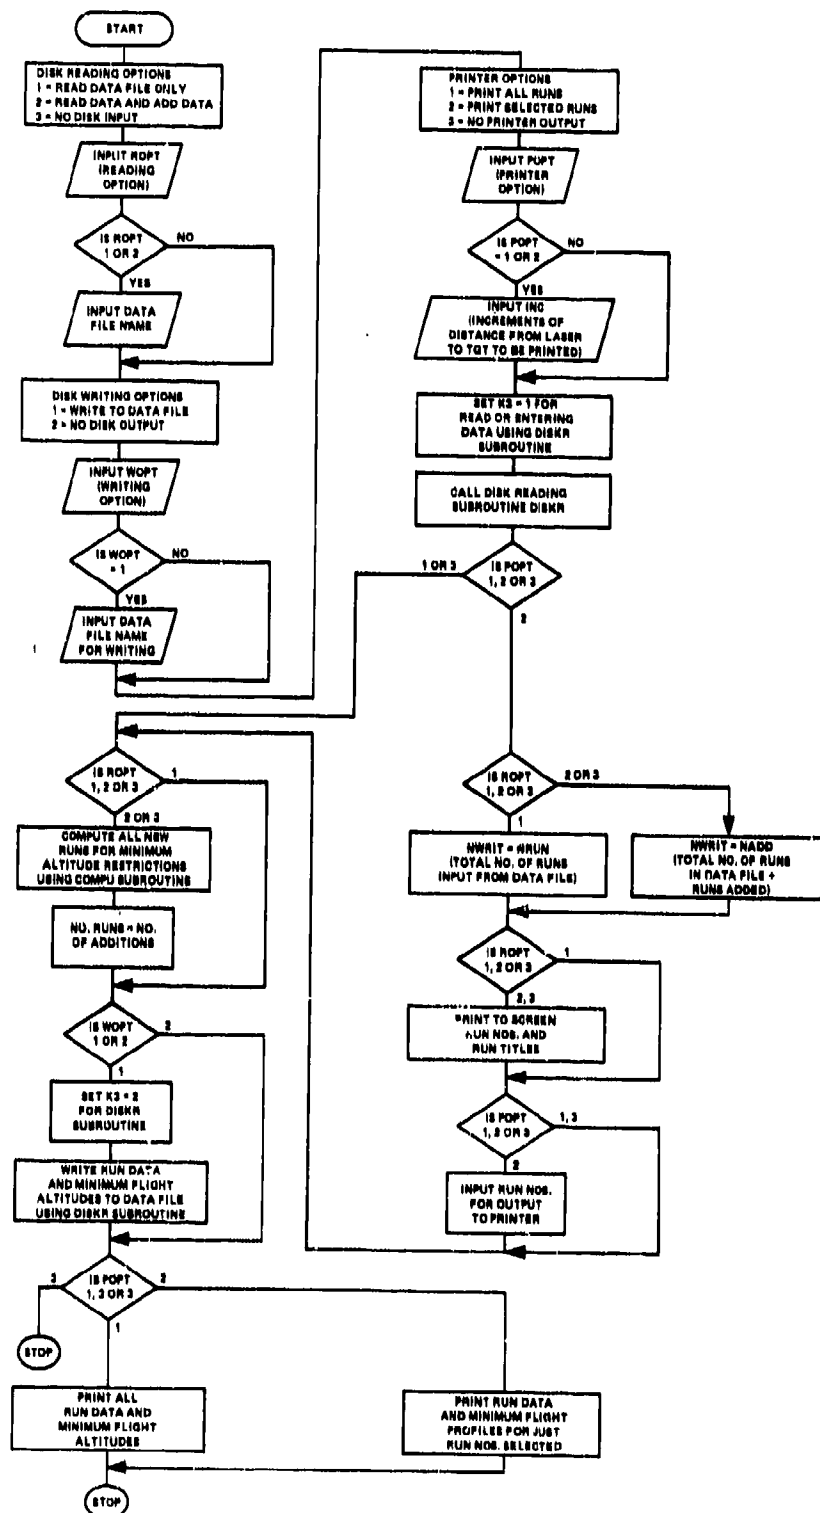 START
DISK READING OPTIONS
1 = READ DATA FILE ONLY
2 = READ DATA AND ADD DATA
3 = NO DISK INPUT
INPUT ROPT
(READING
OPTION)
IS ROPT
1 OR 2
NO
YES
INPUT DATA
FILE NAME
DISK WRITING OPTIONS
1 = WRITE TO DATA FILE
2 = NO DISK OUTPUT
INPUT WOPT
(WRITING
OPTION)
IS WOPT
= 1
NO
YES
INPUT DATA
FILE NAME
FOR WRITING
PRINTER OPTIONS
1 = PRINT ALL RUNS
2 = PRINT SELECTED RUNS
3 = NO PRINTER OUTPUT
INPUT POPT
(PRINTER
OPTION)
IS POPT
= 1 OR 2
NO
YES
INPUT INC
(INCREMENTS OF
DISTANCE FROM LASER
TO TGT TO BE PRINTED)
SET K3 = 1 FOR
READ OR ENTERING
DATA USING DISKR
SUBROUTINE
CALL DISK READING
SUBROUTINE DISKR
IS POPT
1, 2 OR 3
1 OR 3
2
IS ROPT
1, 2 OR 3
1
2 OR 3
COMPUTE ALL NEW
RUNS FOR MINIMUM
ALTITUDE RESTRICTIONS
USING COMPU SUBROUTINE
NO. RUNS = NO.
OF ADDITIONS
IS WOPT
1 OR 2
2
1
SET K3 = 2
FOR DISKR
SUBROUTINE
WRITE RUN DATA
AND MINIMUM FLIGHT
ALTITUDES TO DATA FILE
USING DISKR SUBROUTINE
IS ROPT
1, 2 OR 3
2 OR 3
1
NWRIT = NRUN
(TOTAL NO. OF RUNS
INPUT FROM DATA FILE)
NWRIT = NADD
(TOTAL NO. OF RUNS
IN DATA FILE +
RUNS ADDED)
IS ROPT
1, 2 OR 3
1
2, 3
PRINT TO SCREEN
RUN NOS. AND
RUN TITLES
IS POPT
1, 2 OR 3
1, 3
2
INPUT RUN NOS.
FOR OUTPUT
TO PRINTER
IS POPT
1, 2 OR 3
3
2
1
STOP
PRINT ALL
RUN DATA AND
MINIMUM FLIGHT
ALTITUDES
PRINT RUN DATA
AND MINIMUM FLIGHT
PROFILES FOR JUST
RUN NOS. SELECTED
STOP